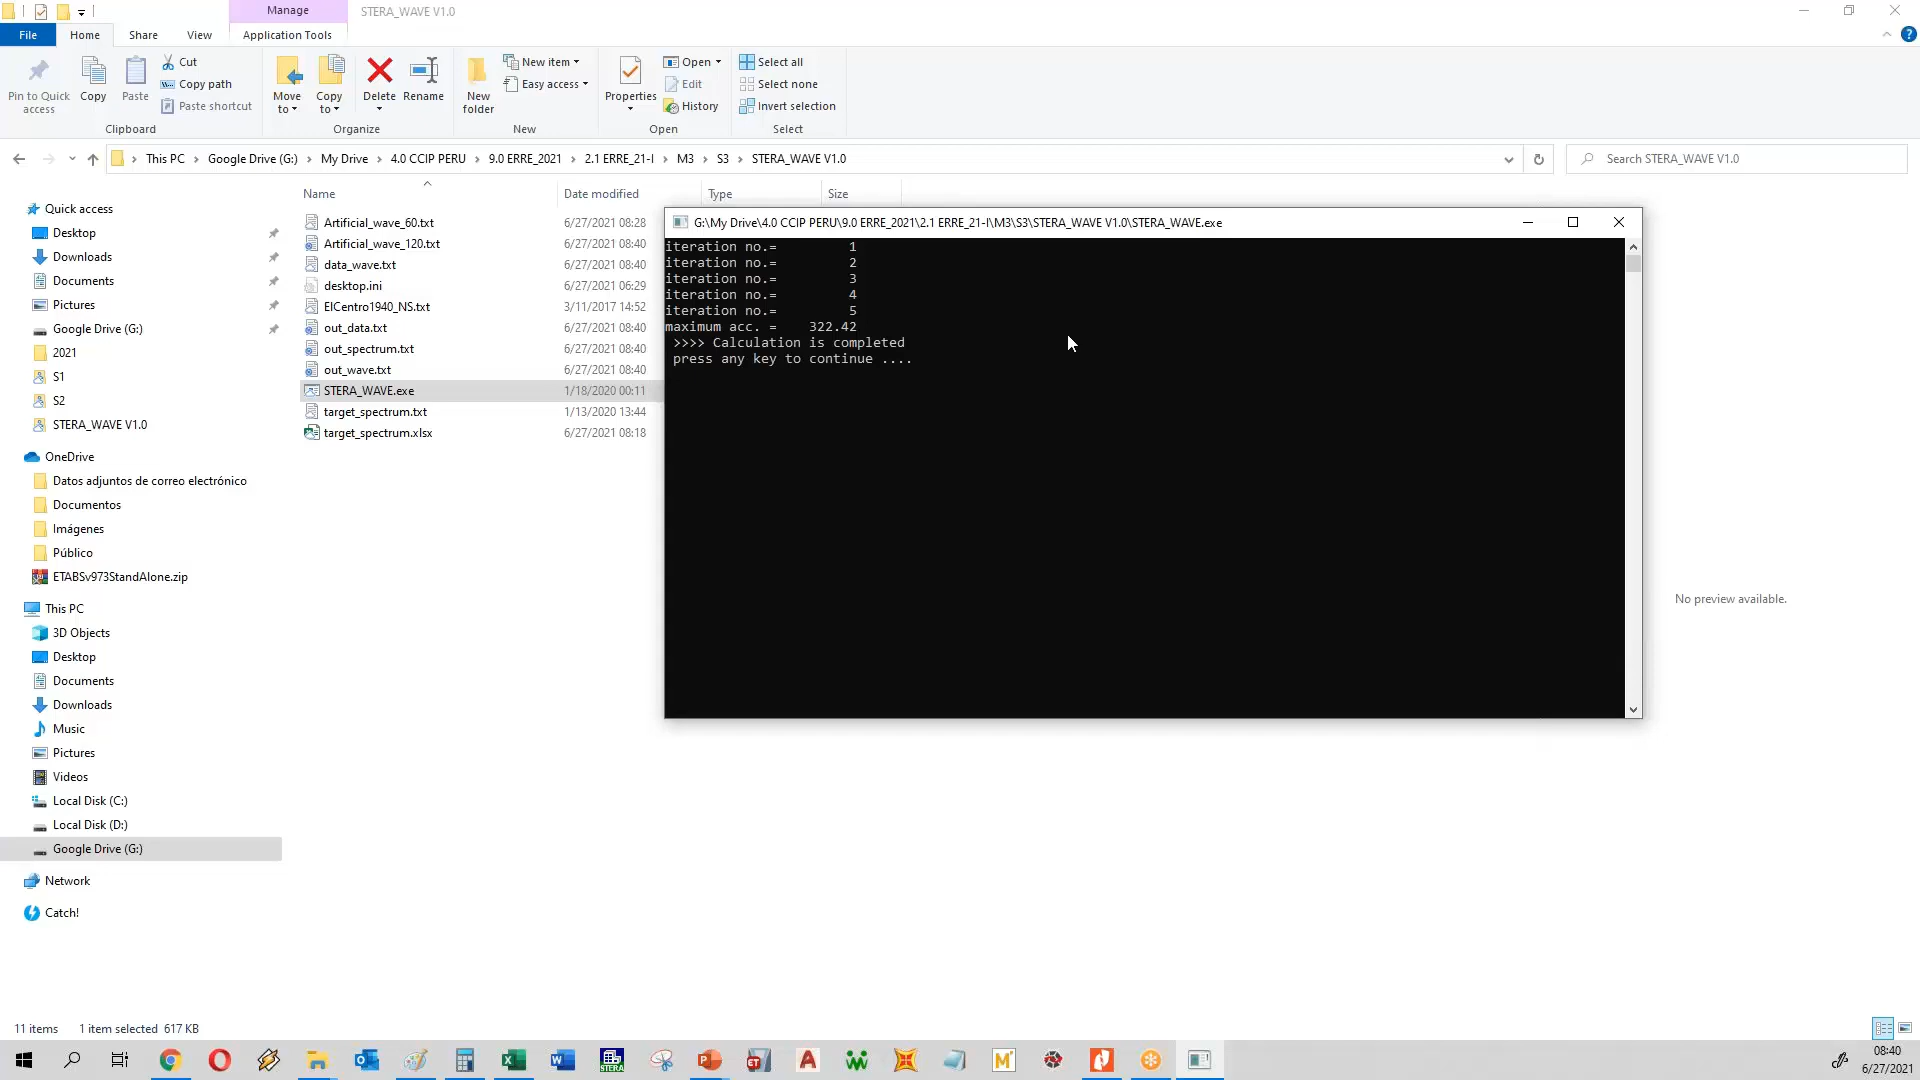 Manage
STERA_WAVE V1.0
File
Home
Share
View
Application Tools
Pin to Quick access
Copy
Paste
Cut
Copy path
Paste shortcut
Clipboard
Move to
Copy to
Delete
Rename
Organize
New folder
New item
Easy access
New
Properties
Open
Edit
History
Open
Select all
Select none
Invert selection
Select
This PC > Google Drive (G:) > My Drive > 4.0 CCIP PERU > 9.0 ERRE_2021 > 2.1 ERRE_21-I > M3 > S3 > STERA_WAVE V1.0
Search STERA_WAVE V1.0
Quick access
Desktop
Downloads
Documents
Pictures
Google Drive (G:)
2021
S1
S2
STERA_WAVE V1.0
OneDrive
Datos adjuntos de correo electrónico
Documentos
Imágenes
Público
ETABSv973StandAlone.zip
This PC
3D Objects
Desktop
Documents
Downloads
Music
Pictures
Videos
Local Disk (C:)
Local Disk (D:)
Google Drive (G:)
Network
Catch!
Name Date modified Type Size
Artificial_wave_60.txt 6/27/2021 08:28
Artificial_wave_120.txt 6/27/2021 08:40
data_wave.txt 6/27/2021 08:40
desktop.ini 6/27/2021 06:29
ElCentro1940_NS.txt 3/11/2017 14:52
out_data.txt 6/27/2021 08:40
out_spectrum.txt 6/27/2021 08:40
out_wave.txt 6/27/2021 08:40
STERA_WAVE.exe 1/18/2020 00:11
target_spectrum.txt 1/13/2020 13:44
target_spectrum.xlsx 6/27/2021 08:18
G:\My Drive\4.0 CCIP PERU\9.0 ERRE_2021\2.1 ERRE_21-I\M3\S3\STERA_WAVE V1.0\STERA_WAVE.exe
iteration no.= 1
iteration no.= 2
iteration no.= 3
iteration no.= 4
iteration no.= 5
maximum acc. = 322.42
>>>> Calculation is completed
press any key to continue ....
No preview available.
11 items 1 item selected 617 KB
STERA
08:40
6/27/2021